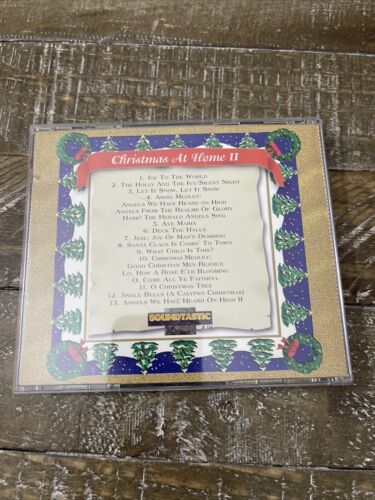 Christmas At Home II
1. Joy To The World
2. The Holly And The Ivy/Silent Night
3. Let It Snow, Let It Snow
4. Angel Medley:
Angels We Have Heard on High
Angels From the Realms Of Glory
Hark! The Herald Angels Sing
5. Ave Maria
6. Deck The Halls
7. Jesu, Joy Of Man's Desiring
8. Santa Claus Is Comin' To Town
9. What Child Is This?
10. Christmas Medley:
Good Christian Men Rejoice
Lo, How a Rose E'er Blooming
O, Come All Ye Faithful
11. O Christmas Tree
12. Jingle Bells (A Calypso Christmas)
13. Angels We Have Heard On High II
SOUNDTASTIC